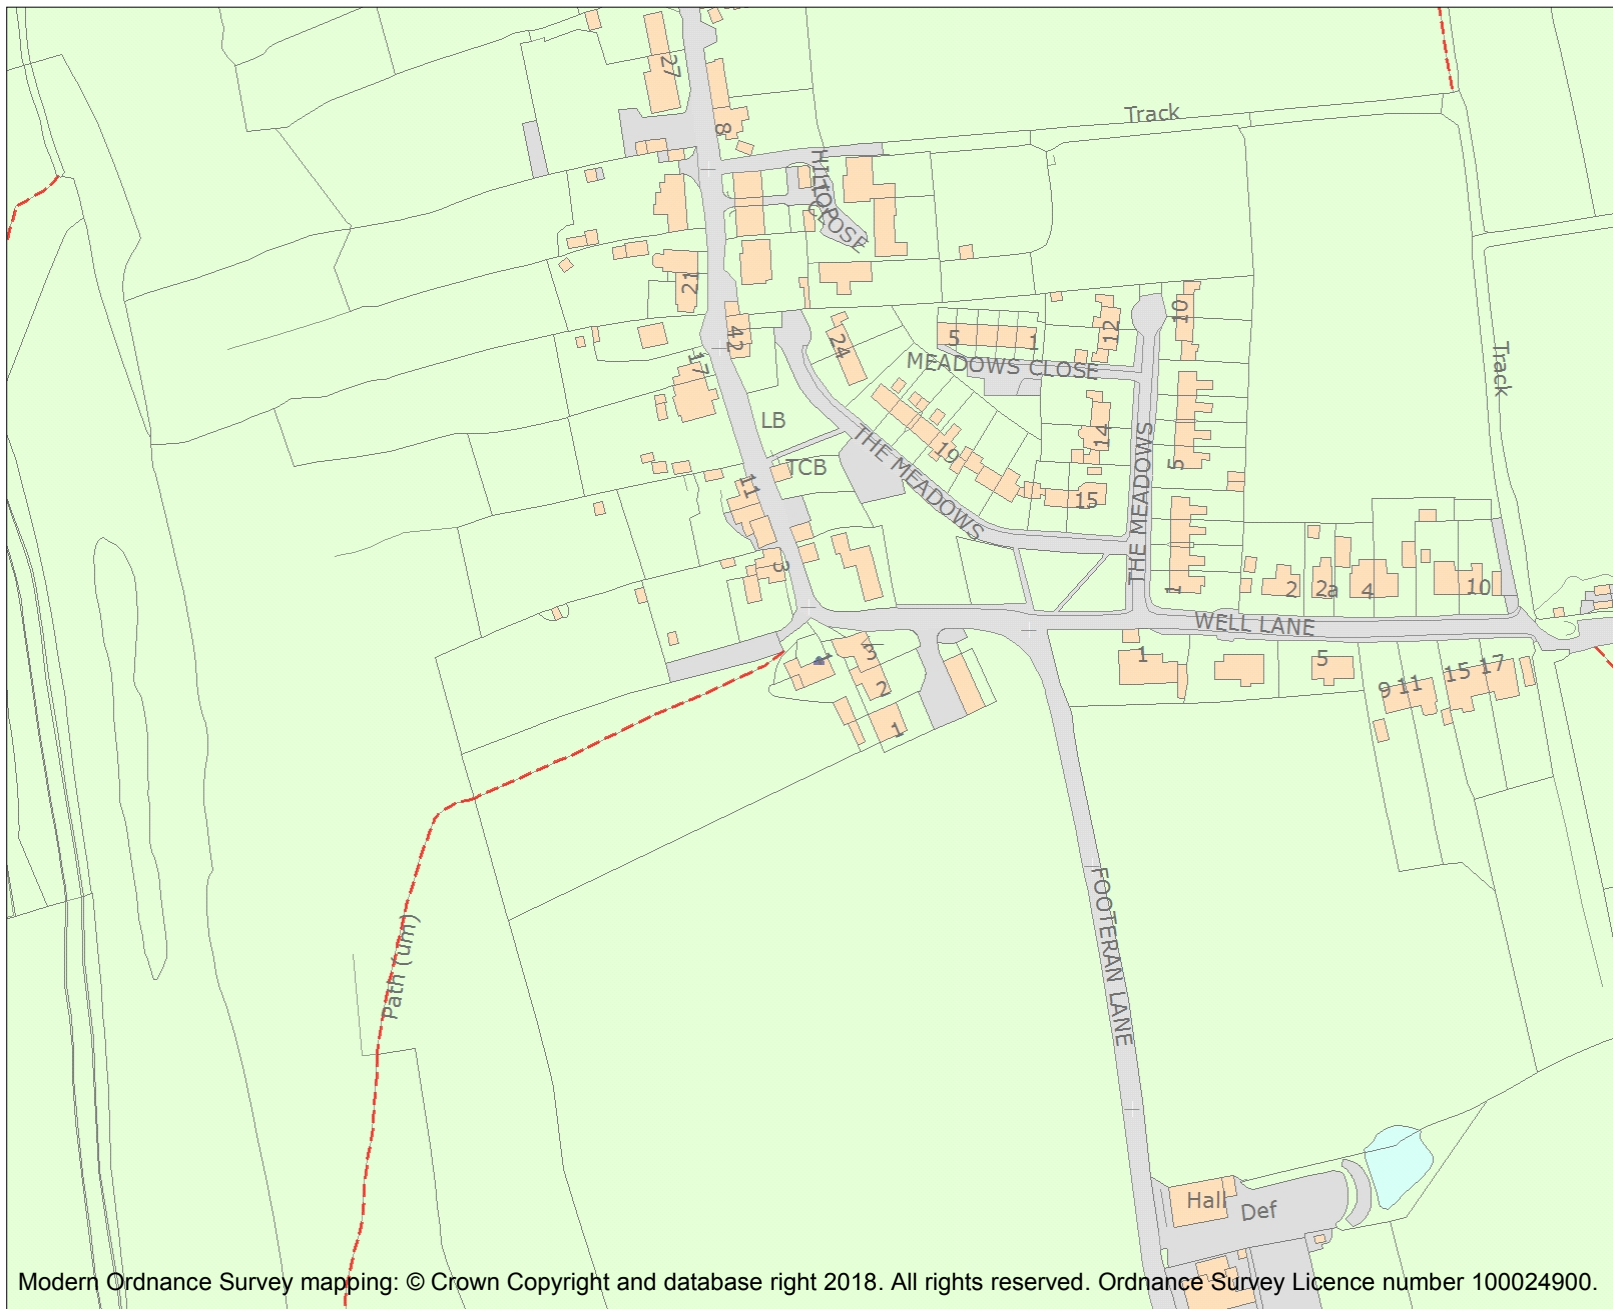 27
Track
8
HILTOP
CLOSE
21
42
10
12
24
5
1
MEADOWS CLOSE
17
Track
LB
THE MEADOWS
14
19
TCB
5
11
15
THE MEADOWS
3
1
2
2a
4
10
WELL LANE
1
3
2
1
1
5
9
11
15
17
FOOTERAN LANE
Path (um)
Hall
Def
Modern Ordnance Survey mapping: © Crown Copyright and database right 2018. All rights reserved. Ordnance Survey Licence number 100024900.